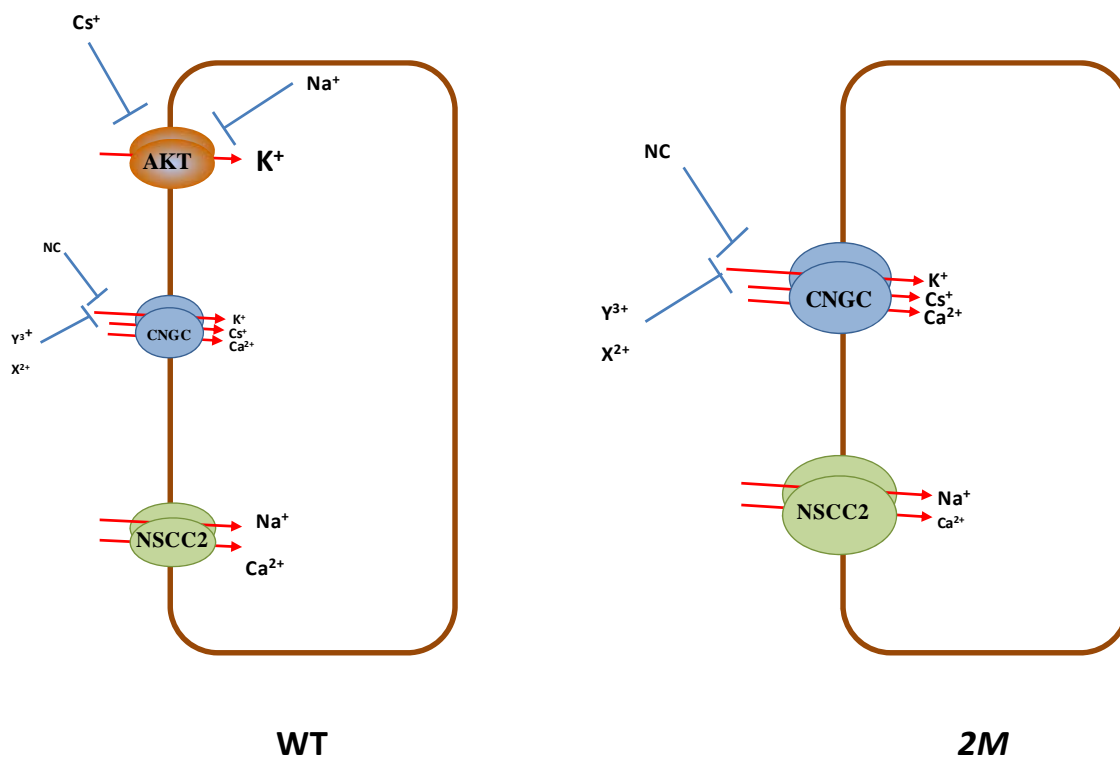 Cs⁺
Na⁺
AKT
K⁺
NC
K⁺
CNGC
Cs⁺
Ca²⁺
Y³⁺
X²⁺
Na⁺
NSCC2
Ca²⁺
WT
NC
K⁺
CNGC
Cs⁺
Ca²⁺
Y³⁺
X²⁺
Na⁺
NSCC2
Ca²⁺
2M